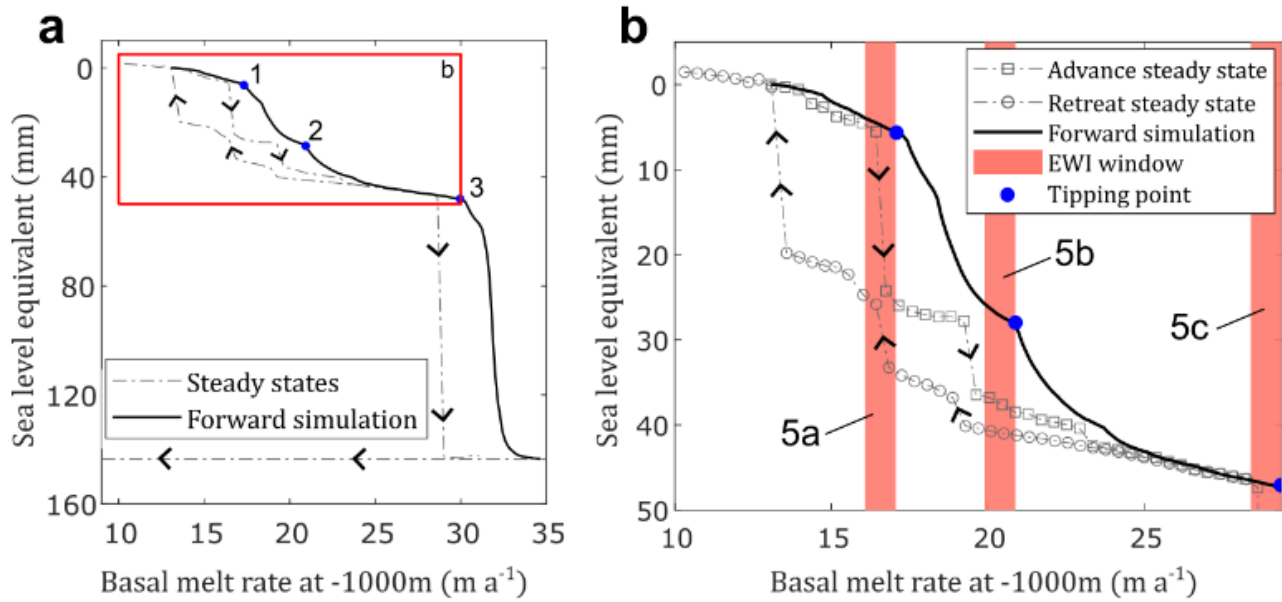 a
b
Sea level equivalent (mm)
0
40
80
120
160
1
2
3
b
Steady states
Forward simulation
10
15
20
25
30
35
Basal melt rate at -1000m (m a⁻¹)
Sea level equivalent (mm)
0
10
20
30
40
50
Advance steady state
Retreat steady state
Forward simulation
EWI window
Tipping point
5a
5b
5c
10
15
20
25
Basal melt rate at -1000m (m a⁻¹)